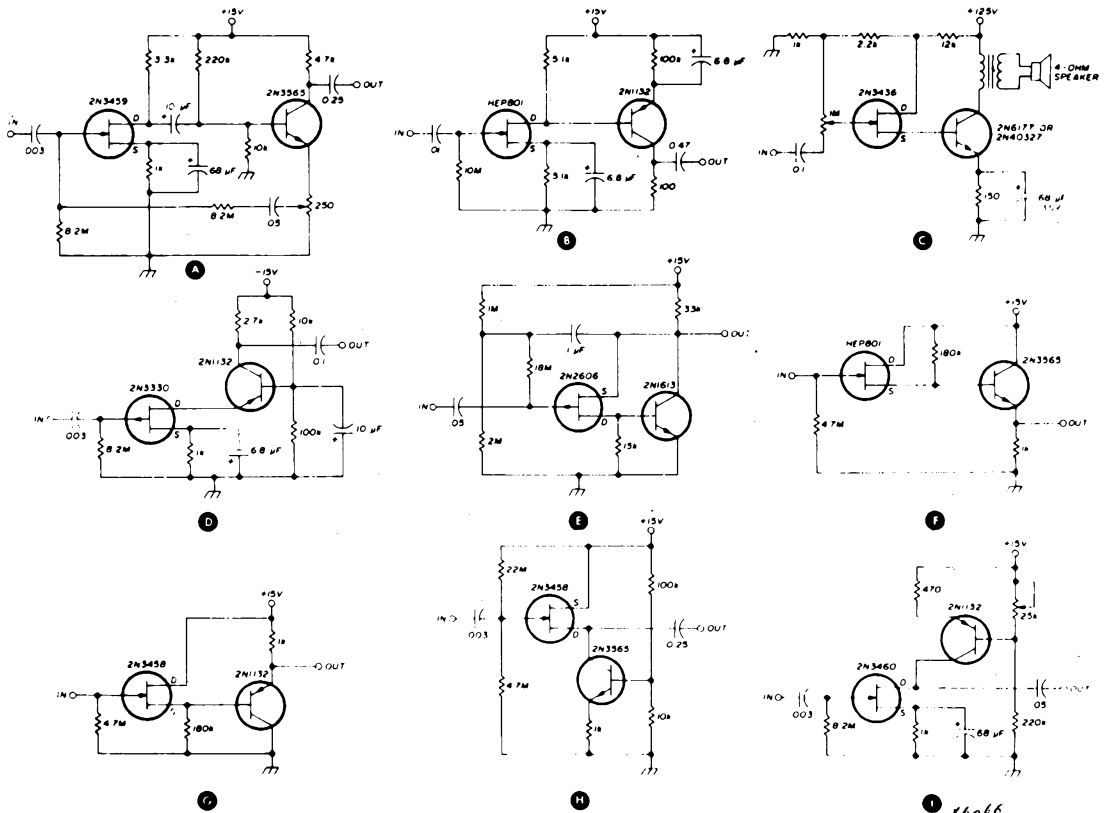 +15V
3.3k
220k
4.7k
OUT
0.25
2N3459
10 µF
2N3565
IN
D
S
003
1k
68 µF
10k
8.2M
05
250
8.2M
A
+15V
5.1k
100k
6.8 µF
HEP801
2N1132
IN
D
S
01
0.47
OUT
10M
5.1k
6.8 µF
100
B
+125V
1k
2.2k
12k
4-OHM
SPEAKER
2N3436
1M
D
S
2N6177 OR
2N40327
IN
0.1
150
68 µF
C
-15V
2.7k
10k
OUT
0.1
2N1132
2N3330
D
IN
S
003
8.2M
1k
6.8 µF
100k
10 µF
D
+15V
1M
33k
OUT
1 µF
18M
2N2606
S
2N1613
IN
D
05
2M
15k
E
+15V
HEP801
D
180k
2N3565
IN
S
4.7M
OUT
1k
F
+15V
1k
2N3458
2N1132
OUT
D
IN
4.7M
180k
G
+15V
22M
2N3458
100k
S
IN
D
003
OUT
0.25
2N3565
4.7M
1k
10k
H
+15V
470
2N1132
25k
2N3460
D
IN
S
OUT
003
05
8.2M
1k
68 µF
220k
I